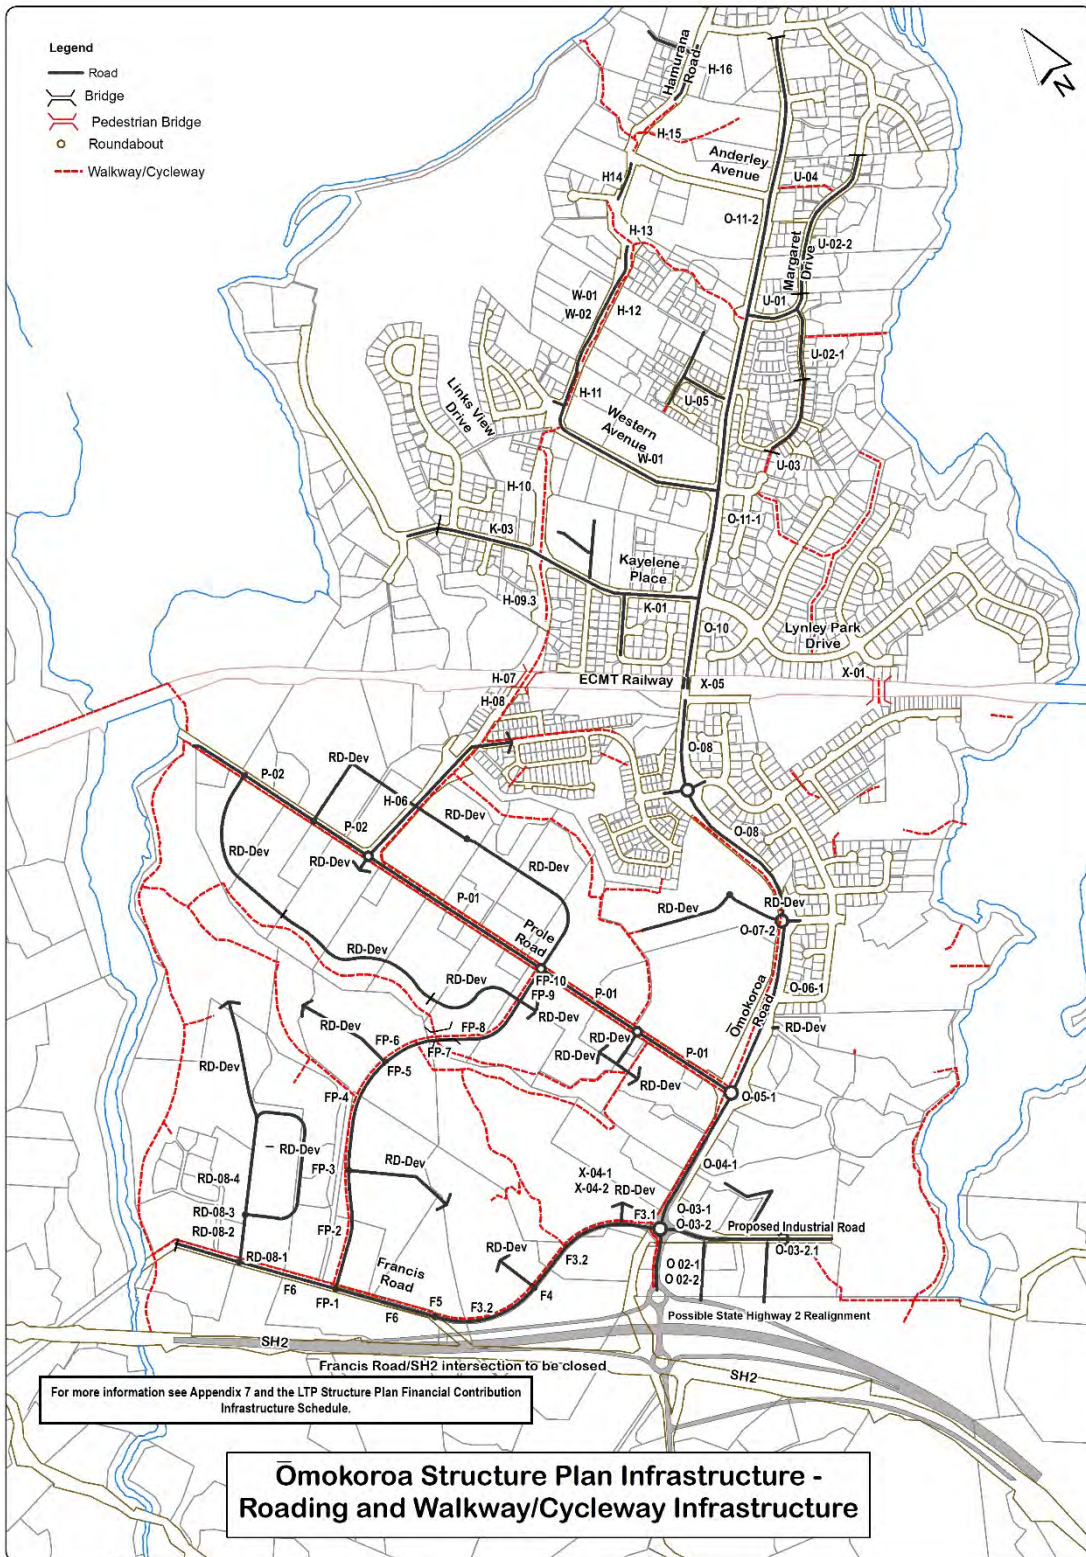 Legend
Road
Bridge
Pedestrian Bridge
Roundabout
Walkway/Cycleway
N
Hamurana
Road
H-16
H-15
Anderley
Avenue
H14
U-04
O-11-2
H-13
Margaret
Drive
U-02-2
W-01
W-02
H-12
U-01
U-02-1
Links View
Drive
H-11
U-05
Western
Avenue
W-01
U-03
H-10
O-11-1
K-03
Kayelene
Place
H-09.3
K-01
O-10
Lynley Park
Drive
H-07
ECMT Railway
X-05
X-01
H-08
O-08
P-02
RD-Dev
H-06
P-02
RD-Dev
O-08
RD-Dev
RD-Dev
P-01
RD-Dev
RD-Dev
O-07-2
Prole
Road
RD-Dev
RD-Dev
FP-10
FP-9
P-01
Ōmokoroa
Road
O-06-1
RD-Dev
FP-8
RD-Dev
RD-Dev
FP-6
FP-7
RD-Dev
RD-Dev
P-01
RD-Dev
FP-5
RD-Dev
FP-4
O-05-1
RD-Dev
FP-3
RD-Dev
O-04-1
RD-08-4
X-04-1
X-04-2
RD-Dev
RD-08-3
RD-08-2
FP-2
F3.1
O-03-1
O-03-2
Proposed Industrial Road
O-03-2.1
RD-08-1
RD-Dev
F3.2
O 02-1
O 02-2
Francis
Road
F6
FP-1
F5
F3.2
F4
F6
Possible State Highway 2 Realignment
SH2
Francis Road/SH2 intersection to be closed
SH2
For more information see Appendix 7 and the LTP Structure Plan Financial Contribution
Infrastructure Schedule.
Ōmokoroa Structure Plan Infrastructure -
Roading and Walkway/Cycleway Infrastructure